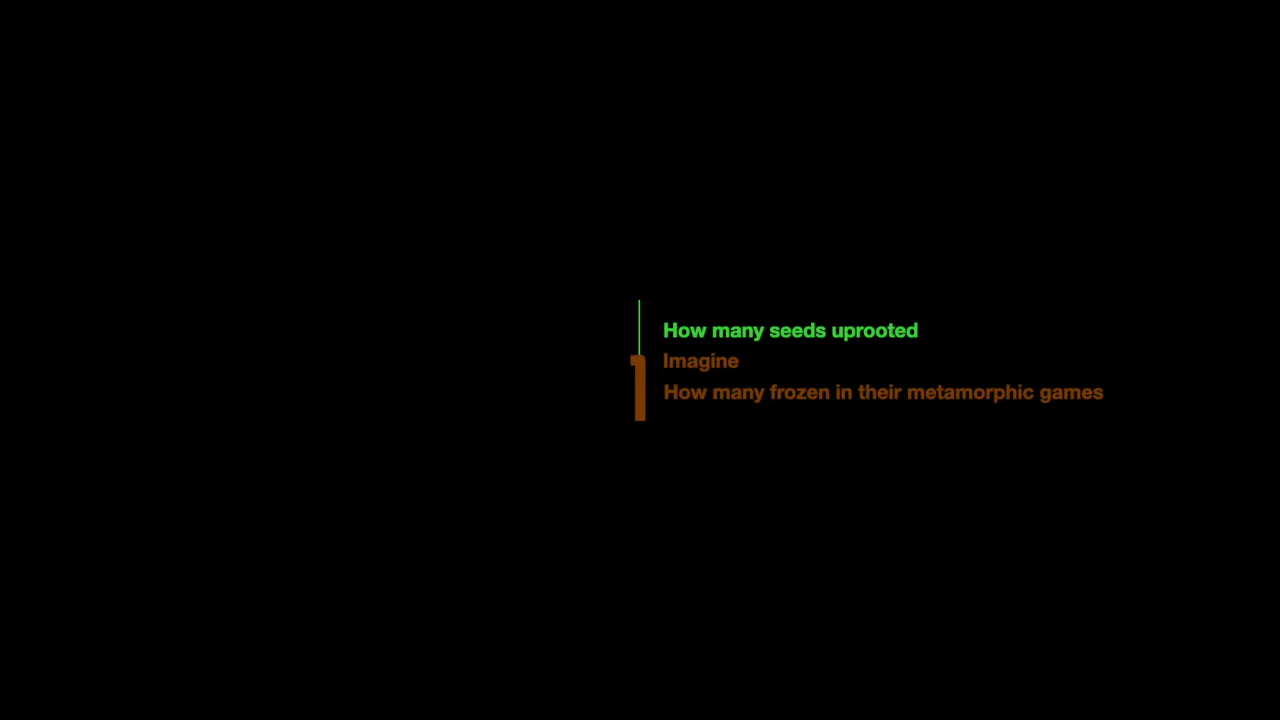 How many seeds uprooted
Imagine
How many frozen in their metamorphic games